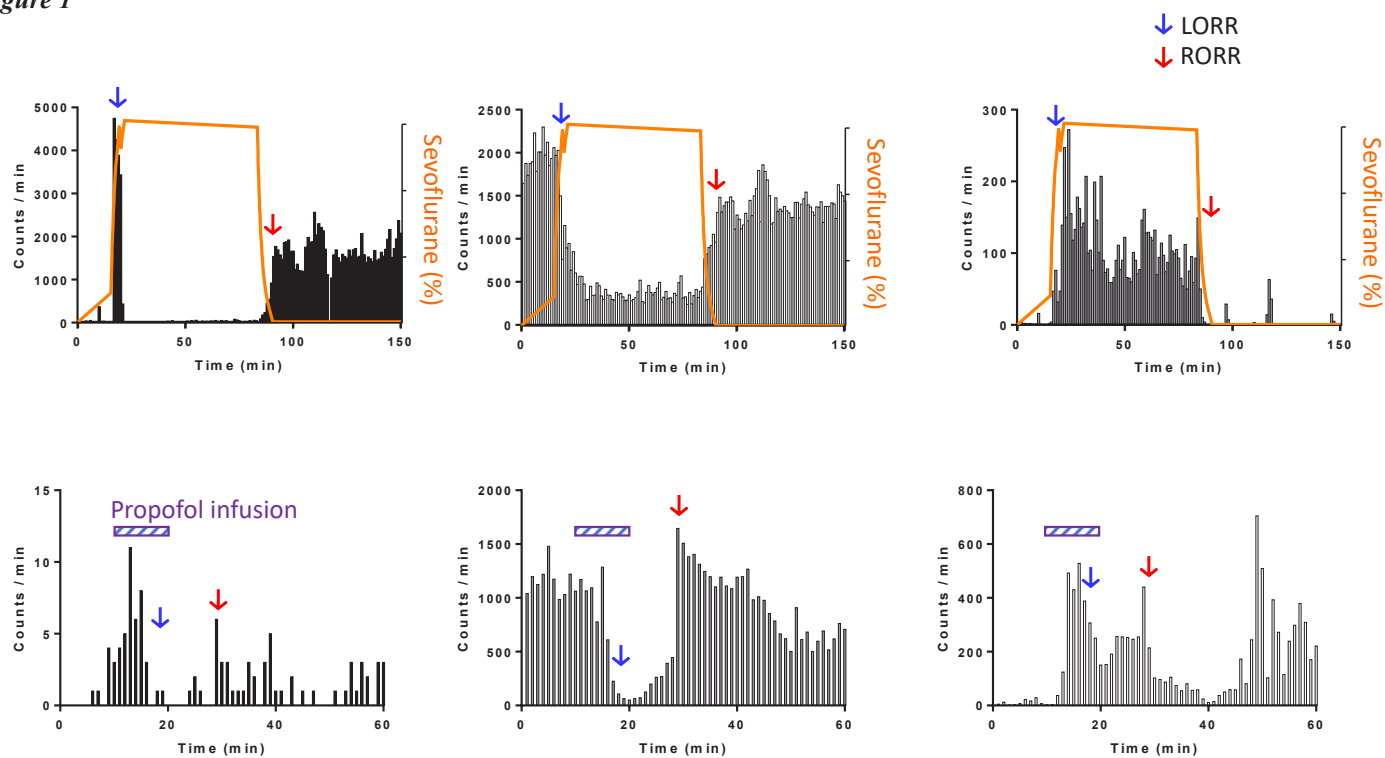 igure 1
LORR
RORR
5000
4000
3000
2000
1000
0
Counts / min
0 50 100 150
Time (min)
Sevoflurane (%)
2500
2000
1500
1000
500
0
Counts / min
0 50 100 150
Time (min)
Sevoflurane (%)
300
200
100
0
Counts / min
0 50 100 150
Time (min)
Sevoflurane (%)
15
10
5
0
Counts / min
Propofol infusion
0 20 40 60
Time (min)
2000
1500
1000
500
0
Counts / min
0 20 40 60
Time (min)
800
600
400
200
0
Counts / min
0 20 40 60
Time (min)